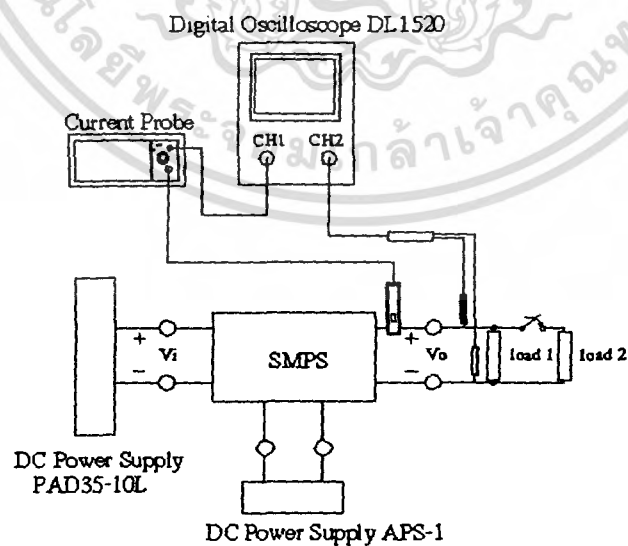 Digital Oscilloscope DL1520
Current Probe
CH1 CH2
+ +
Vi SMPS Vo load 1 load 2
− −
DC Power Supply
PAD35-10L
DC Power Supply APS-1